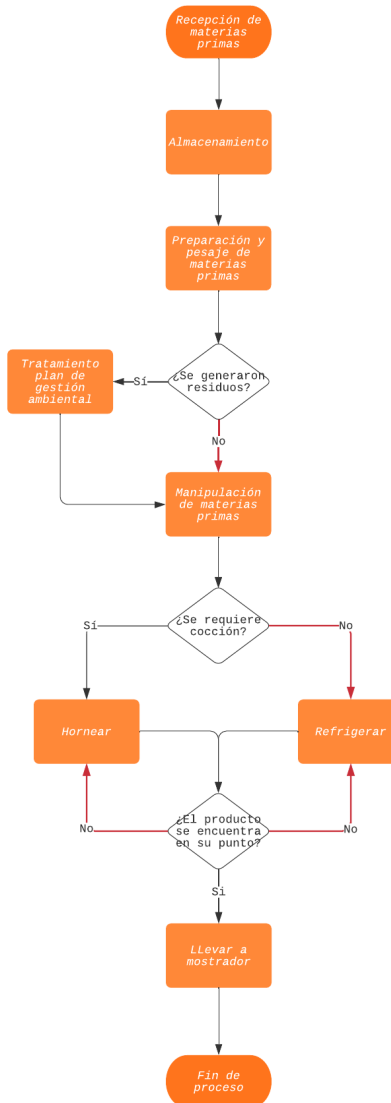 Recepción de
materias
primas
Almacenamiento
Preparación y
pesaje de
materias
primas
¿Se generaron
residuos?
Sí
Tratamiento
plan de
gestión
ambiental
No
Manipulación
de materias
primas
¿Se requiere
cocción?
Sí
No
Hornear
Refrigerar
¿El producto
se encuentra
en su punto?
No
No
Si
LLevar a
mostrador
Fin de
proceso